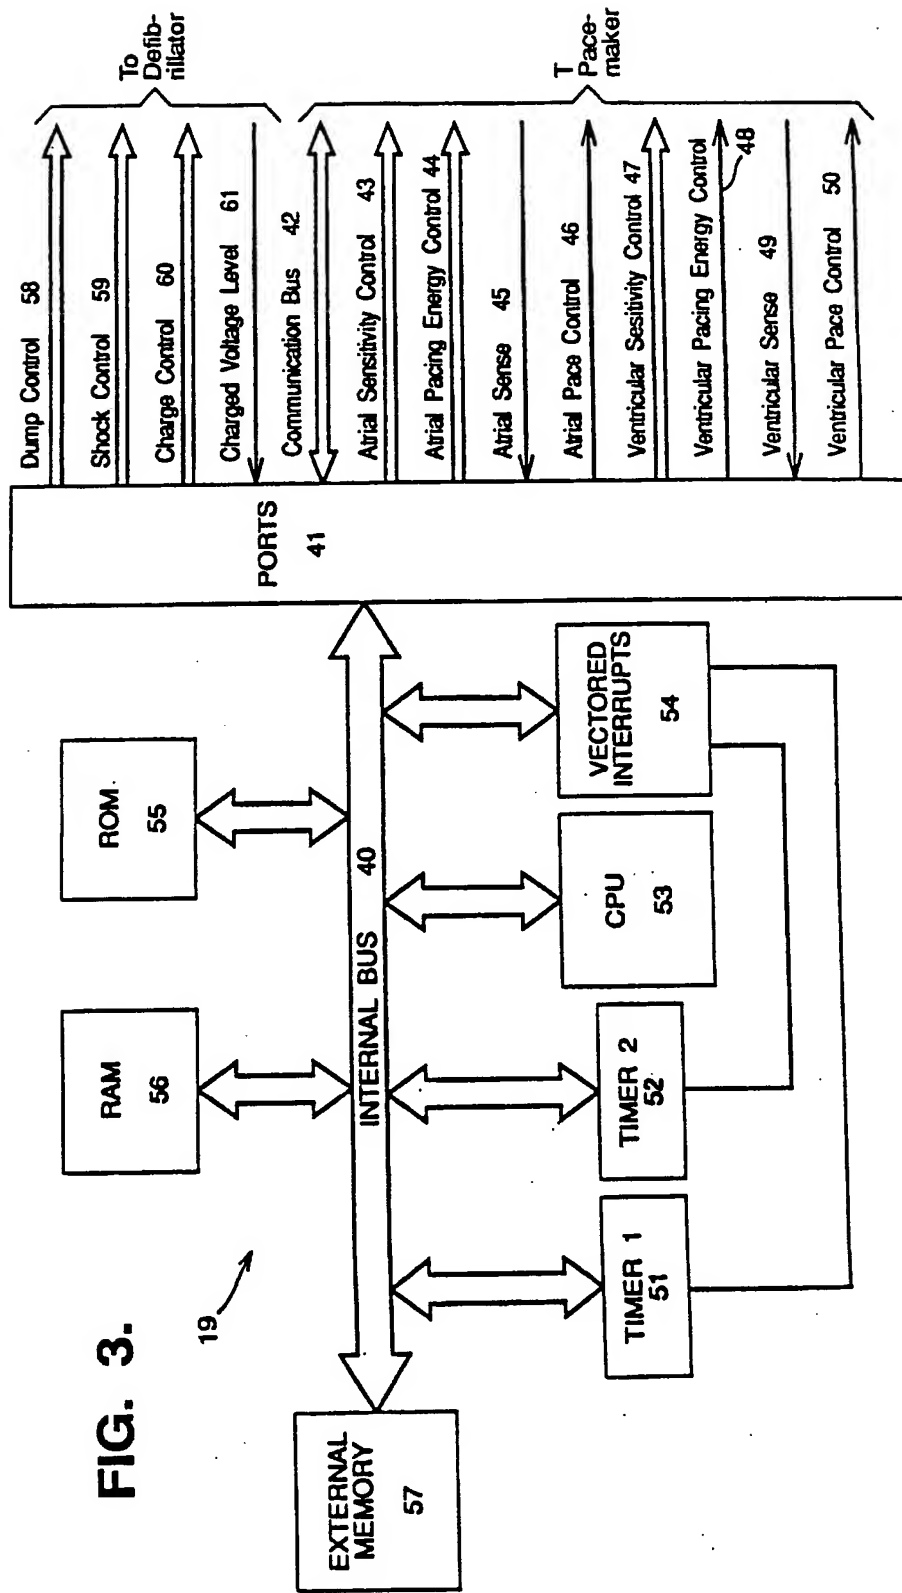 FIG. 3.
19
EXTERNAL
MEMORY
57
RAM
56
ROM
55
INTERNAL BUS 40
TIMER 1
51
TIMER 2
52
CPU
53
VECTORED
INTERRUPTS
54
PORTS
41
Dump Control 58
Shock Control 59
Charge Control 60
Charged Voltage Level 61
Communication Bus 42
Atrial Sensitivity Control 43
Atrial Pacing Energy Control 44
Atrial Sense 45
Atrial Pace Control 46
Ventricular Sesitivity Control 47
Ventricular Pacing Energy Control
48
Ventricular Sense 49
Ventricular Pace Control 50
To
Defib-
rillator
T
Pace-
maker